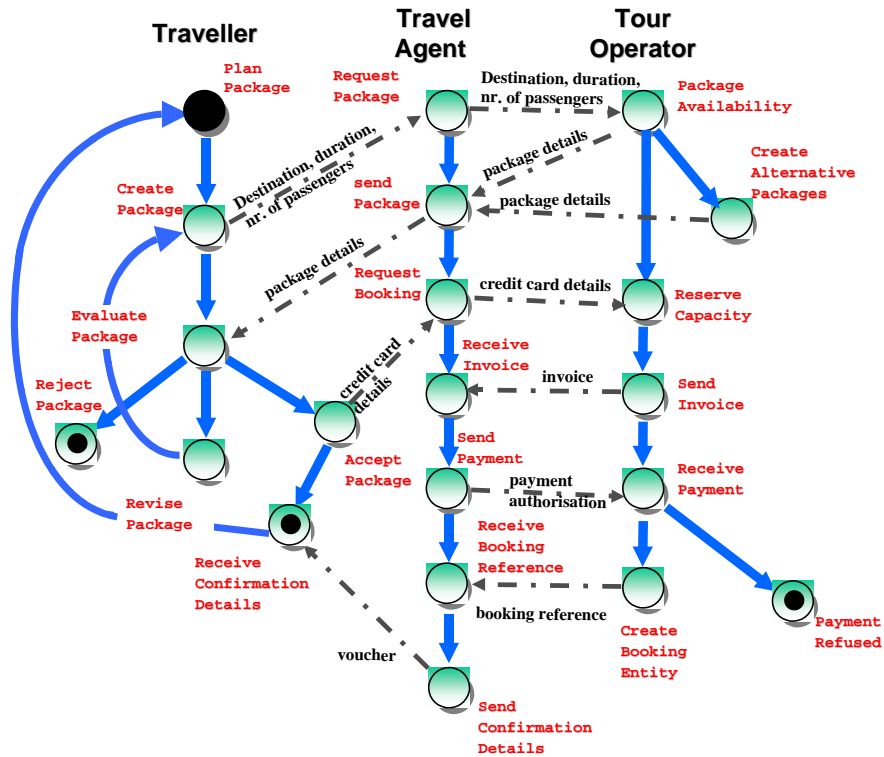 Traveller
Travel
Agent
Tour
Operator
Plan
Package
Request
Package
Destination, duration,
nr. of passengers
Package
Availability
Create
Package
Destination, duration,
nr. of passengers
send
Package
package details
package details
Create
Alternative
Packages
package details
Request
Booking
credit card details
Reserve
Capacity
Evaluate
Package
Receive
Invoice
credit card
details
invoice
Send
Invoice
Reject
Package
Accept
Package
Send
Payment
payment
authorisation
Receive
Payment
Revise
Package
Receive
Confirmation
Details
Receive
Booking
Reference
booking reference
Create
Booking
Entity
Payment
Refused
voucher
Send
Confirmation
Details